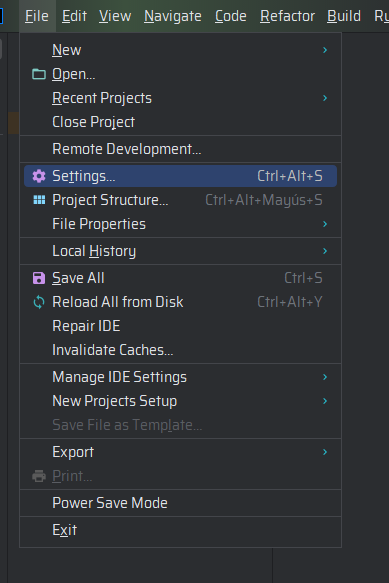 File Edit View Navigate Code Refactor Build
New
Open...
Recent Projects
Close Project
Remote Development...
Settings... Ctrl+Alt+S
Project Structure... Ctrl+Alt+Mayús+S
File Properties
Local History
Save All Ctrl+S
Reload All from Disk Ctrl+Alt+Y
Repair IDE
Invalidate Caches...
Manage IDE Settings
New Projects Setup
Save File as Template...
Export
Print...
Power Save Mode
Exit